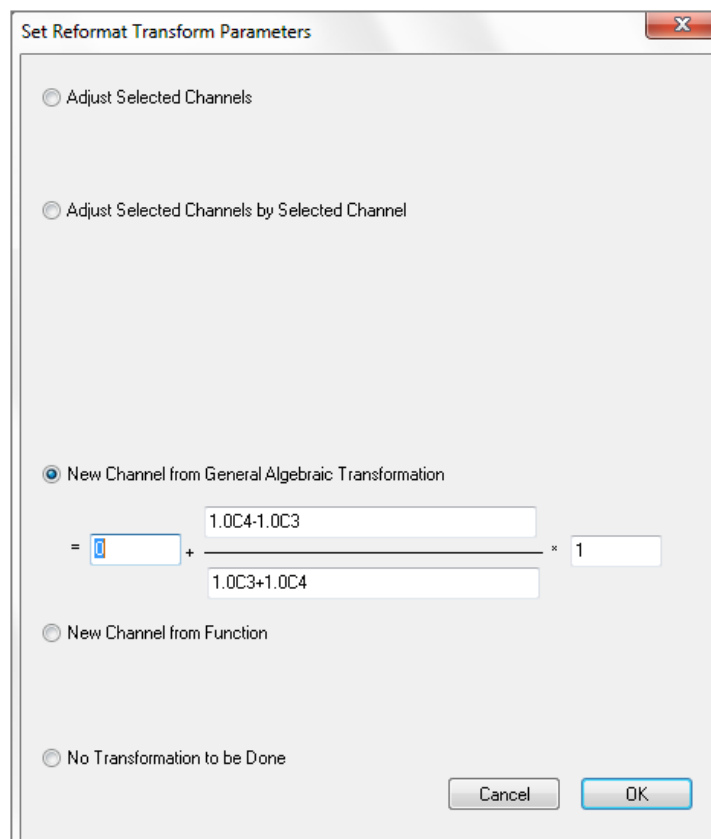 Set Reformat Transform Parameters
Adjust Selected Channels
Adjust Selected Channels by Selected Channel
New Channel from General Algebraic Transformation
1.0C4-1.0C3
= 0 + × 1
1.0C3+1.0C4
New Channel from Function
No Transformation to be Done
Cancel OK